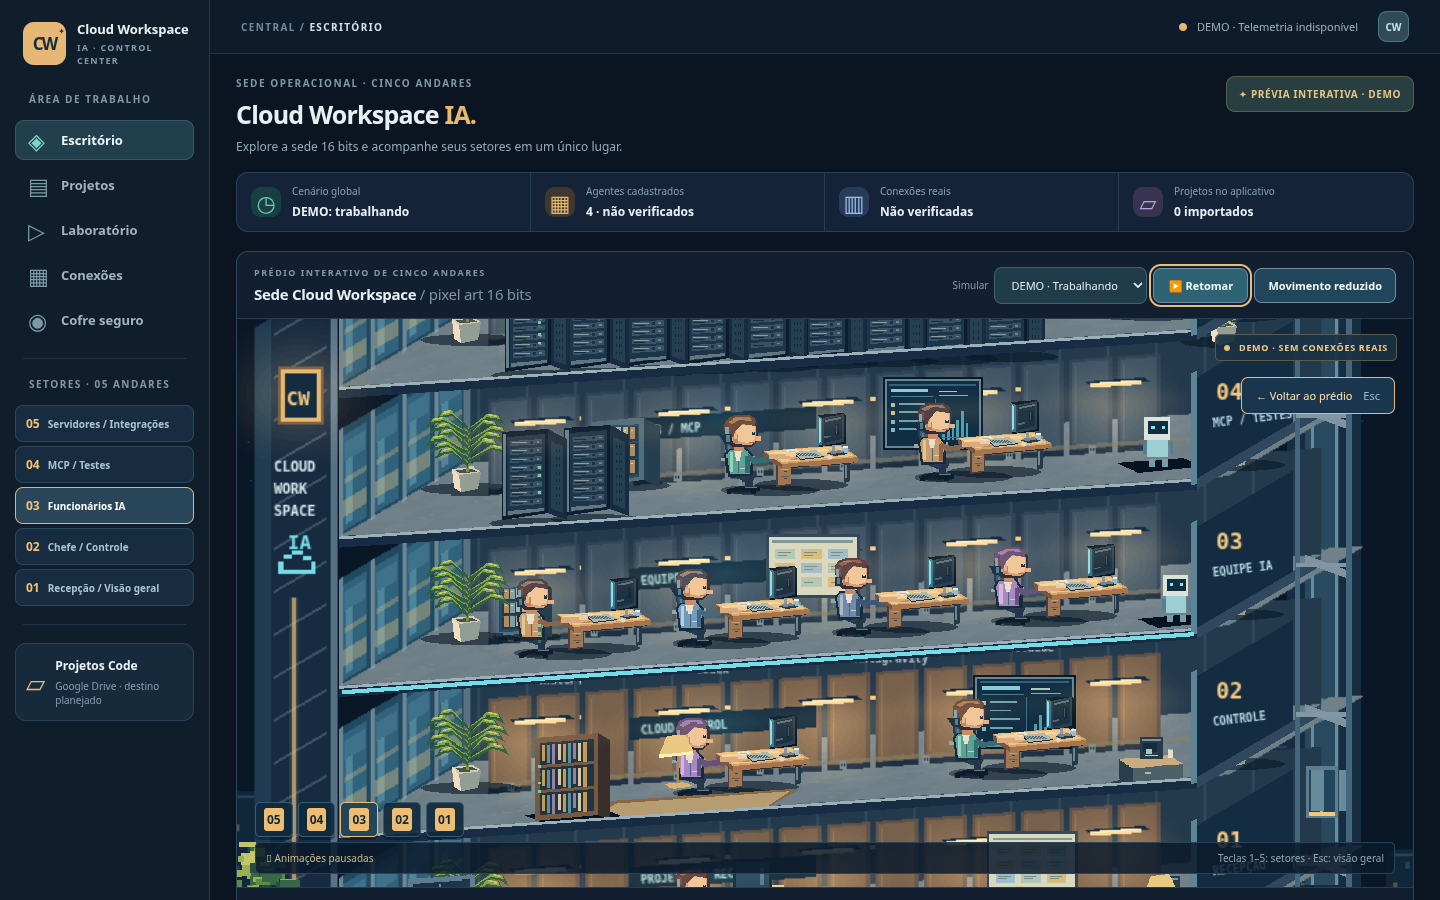 CW
Cloud Workspace
IA · CONTROL
CENTER
ÁREA DE TRABALHO
Escritório
Projetos
Laboratório
Conexões
Cofre seguro
SETORES · 05 ANDARES
05 Servidores / Integrações
04 MCP / Testes
03 Funcionários IA
02 Chefe / Controle
01 Recepção / Visão geral
Projetos Code
Google Drive · destino
planejado
CENTRAL / ESCRITÓRIO
DEMO · Telemetria indisponível
CW
SEDE OPERACIONAL · CINCO ANDARES
Cloud Workspace IA.
Explore a sede 16 bits e acompanhe seus setores em um único lugar.
✦ PRÉVIA INTERATIVA · DEMO
Cenário global
DEMO: trabalhando
Agentes cadastrados
4 · não verificados
Conexões reais
Não verificadas
Projetos no aplicativo
0 importados
PRÉDIO INTERATIVO DE CINCO ANDARES
Sede Cloud Workspace / pixel art 16 bits
Simular
DEMO · Trabalhando
Retomar
Movimento reduzido
DEMO · SEM CONEXÕES REAIS
← Voltar ao prédio Esc
CW
CLOUD
WORK
SPACE
IA
/ MCP
04
MCP / TESTES
03
EQUIPE IA
02
CONTROLE
01
RECEPÇÃO
CLOUD
05
04
03
02
01
Animações pausadas
Teclas 1–5: setores · Esc: visão geral